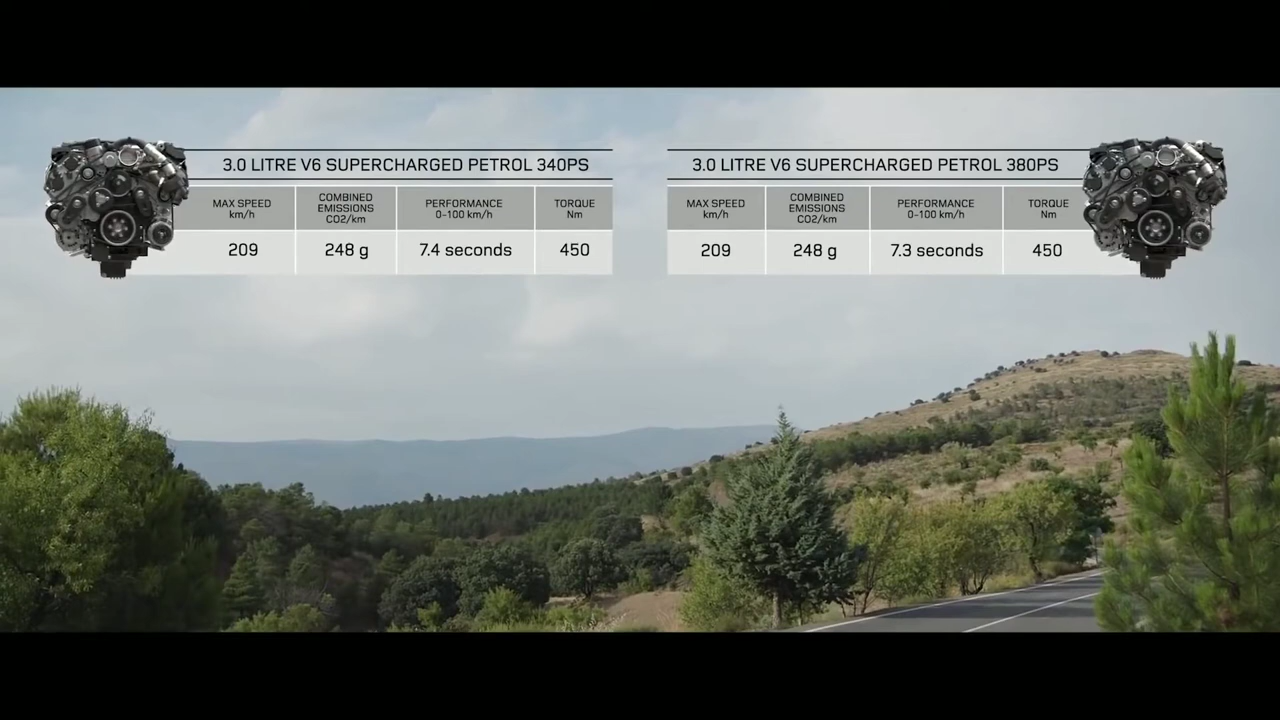 3.0 LITRE V6 SUPERCHARGED PETROL 340PS
MAX SPEED
km/h
COMBINED
EMISSIONS
CO2/km
PERFORMANCE
0-100 km/h
TORQUE
Nm
209
248 g
7.4 seconds
450
3.0 LITRE V6 SUPERCHARGED PETROL 380PS
MAX SPEED
km/h
COMBINED
EMISSIONS
CO2/km
PERFORMANCE
0-100 km/h
TORQUE
Nm
209
248 g
7.3 seconds
450